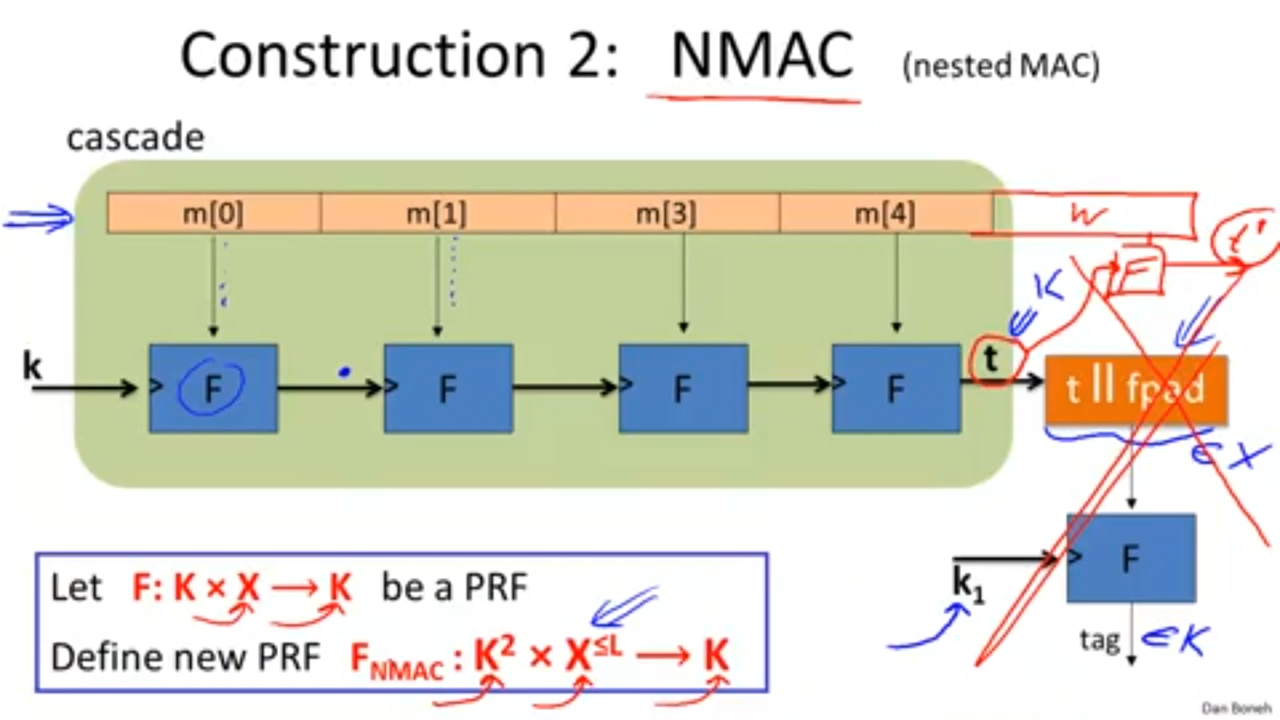 Construction 2: NMAC (nested MAC)
cascade
m[0] m[1] m[3] m[4] w
t'
F
K
k > F > F > F > F t t || fpad
∈ X
k₁ > F
tag ∈ K
Let F: K × X ⟶ K be a PRF
Define new PRF F_NMAC : K² × X^≤L ⟶ K
Dan Boneh